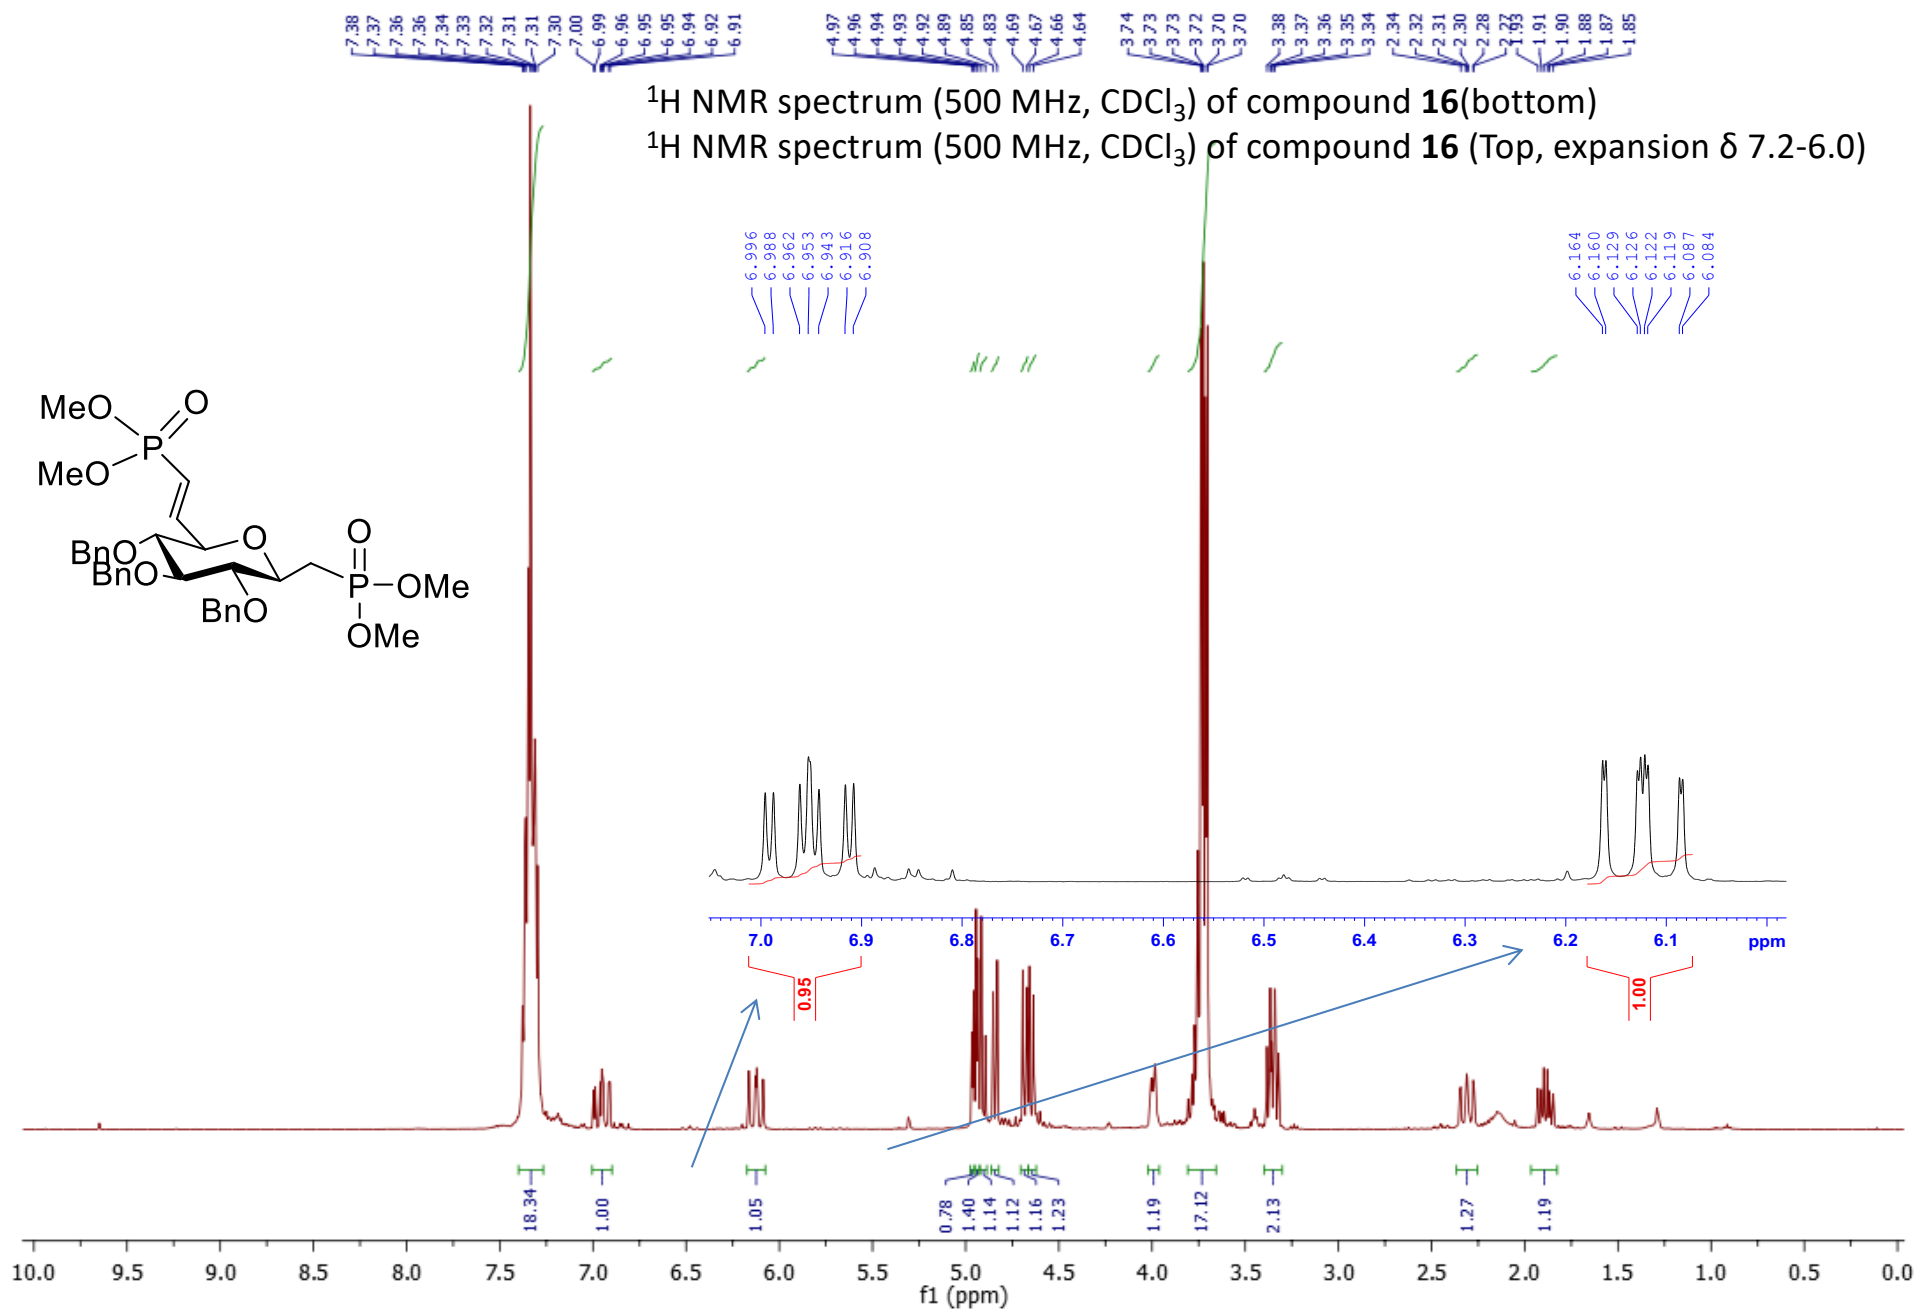 7.38 7.37 7.36 7.36 7.34 7.33 7.32 7.31 7.31 7.30 7.00 6.99 6.96 6.95 6.95 6.94 6.92 6.91 4.97 4.96 4.94 4.93 4.92 4.89 4.85 4.83 4.69 4.67 4.66 4.64 3.74 3.73 3.73 3.72 3.70 3.70 3.38 3.37 3.36 3.35 3.34 2.34 2.32 2.31 2.30 2.28 2.27 1.93 1.91 1.90 1.88 1.87 1.85
¹H NMR spectrum (500 MHz, CDCl₃) of compound 16(bottom)
¹H NMR spectrum (500 MHz, CDCl₃) of compound 16 (Top, expansion δ 7.2-6.0)
6.996 6.988 6.962 6.953 6.943 6.916 6.908 6.164 6.160 6.129 6.126 6.122 6.119 6.087 6.084
MeO O
P
MeO
O O
BnO
BnO P OMe
BnO
OMe
7.0 6.9 6.8 6.7 6.6 6.5 6.4 6.3 6.2 6.1 ppm
0.95 1.00
18.34 1.00 1.05 0.78 1.40 1.14 1.12 1.16 1.23 1.19 17.12 2.13 1.27 1.19
10.0 9.5 9.0 8.5 8.0 7.5 7.0 6.5 6.0 5.5 5.0 4.5 4.0 3.5 3.0 2.5 2.0 1.5 1.0 0.5 0.0
f1 (ppm)